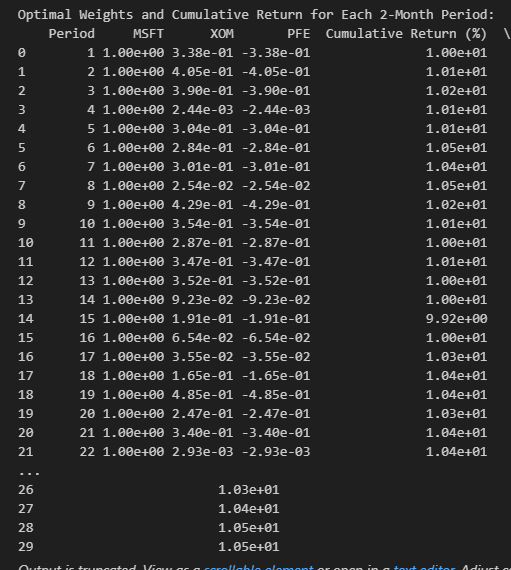 Optimal Weights and Cumulative Return for Each 2-Month Period:
Period MSFT XOM PFE Cumulative Return (%) \
0 1 1.00e+00 3.38e-01 -3.38e-01 1.00e+01
1 2 1.00e+00 4.05e-01 -4.05e-01 1.01e+01
2 3 1.00e+00 3.90e-01 -3.90e-01 1.02e+01
3 4 1.00e+00 2.44e-03 -2.44e-03 1.01e+01
4 5 1.00e+00 3.04e-01 -3.04e-01 1.01e+01
5 6 1.00e+00 2.84e-01 -2.84e-01 1.05e+01
6 7 1.00e+00 3.01e-01 -3.01e-01 1.04e+01
7 8 1.00e+00 2.54e-02 -2.54e-02 1.05e+01
8 9 1.00e+00 4.29e-01 -4.29e-01 1.02e+01
9 10 1.00e+00 3.54e-01 -3.54e-01 1.01e+01
10 11 1.00e+00 2.87e-01 -2.87e-01 1.00e+01
11 12 1.00e+00 3.47e-01 -3.47e-01 1.01e+01
12 13 1.00e+00 3.52e-01 -3.52e-01 1.00e+01
13 14 1.00e+00 9.23e-02 -9.23e-02 1.00e+01
14 15 1.00e+00 1.91e-01 -1.91e-01 9.92e+00
15 16 1.00e+00 6.54e-02 -6.54e-02 1.00e+01
16 17 1.00e+00 3.55e-02 -3.55e-02 1.03e+01
17 18 1.00e+00 1.65e-01 -1.65e-01 1.04e+01
18 19 1.00e+00 4.85e-01 -4.85e-01 1.04e+01
19 20 1.00e+00 2.47e-01 -2.47e-01 1.03e+01
20 21 1.00e+00 3.40e-01 -3.40e-01 1.04e+01
21 22 1.00e+00 2.93e-03 -2.93e-03 1.04e+01
...
26 1.03e+01
27 1.04e+01
28 1.05e+01
29 1.05e+01
Output is truncated. View as a scrollable element or open in a text editor. Adjust